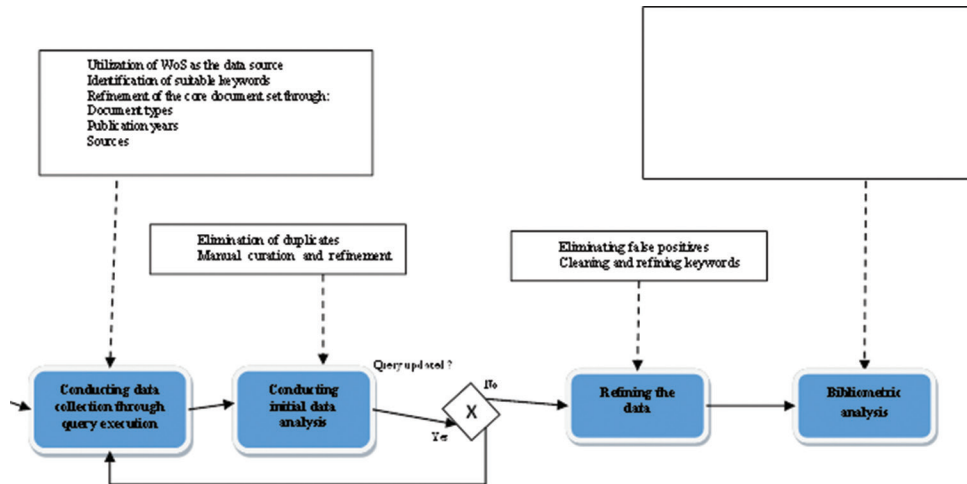 Utilization of WoS as the data source
Identification of suitable keywords
Refinement of the core document set through:
Document types
Publication years
Sources
Elimination of duplicates
Manual curation and refinement
Eliminating false positives
Cleaning and refining keywords
Query updated ?
No
Conducting data
collection through
query execution
Conducting
initial data
analysis
X
Yes
Refining the
data
Bibliometric
analysis